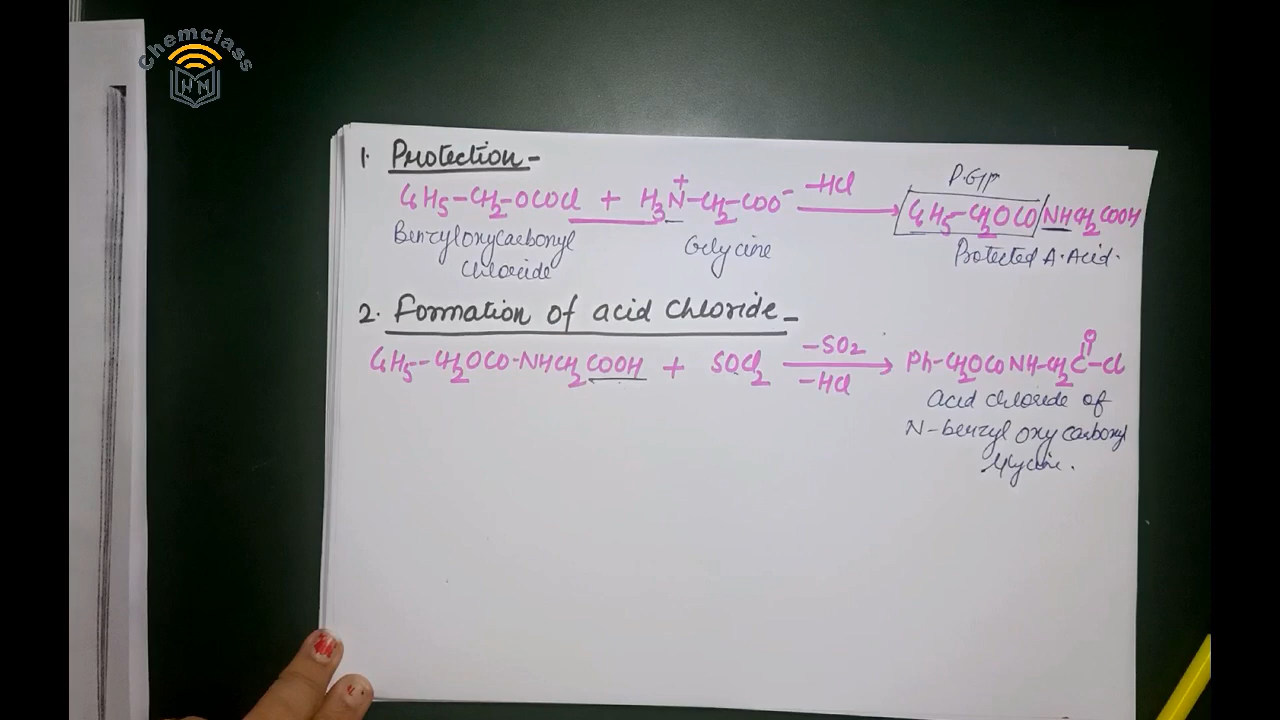 Chemclass
HM
1. Protection-
C6H5-CH2-OCOCl + H3N+-CH2-COO- -HCl → C6H5-CH2OCO/NHCH2COOH
P.Grp
Benzyloxycarbonyl
Chloride
Glycine
Protected A.Acid.
2. Formation of acid chloride-
C6H5-CH2OCO-NHCH2COOH + SOCl2 -SO2 -HCl → Ph-CH2OCONH-CH2C(=O)-Cl
acid chloride of
N-benzyl oxy carbonyl
Glycine.